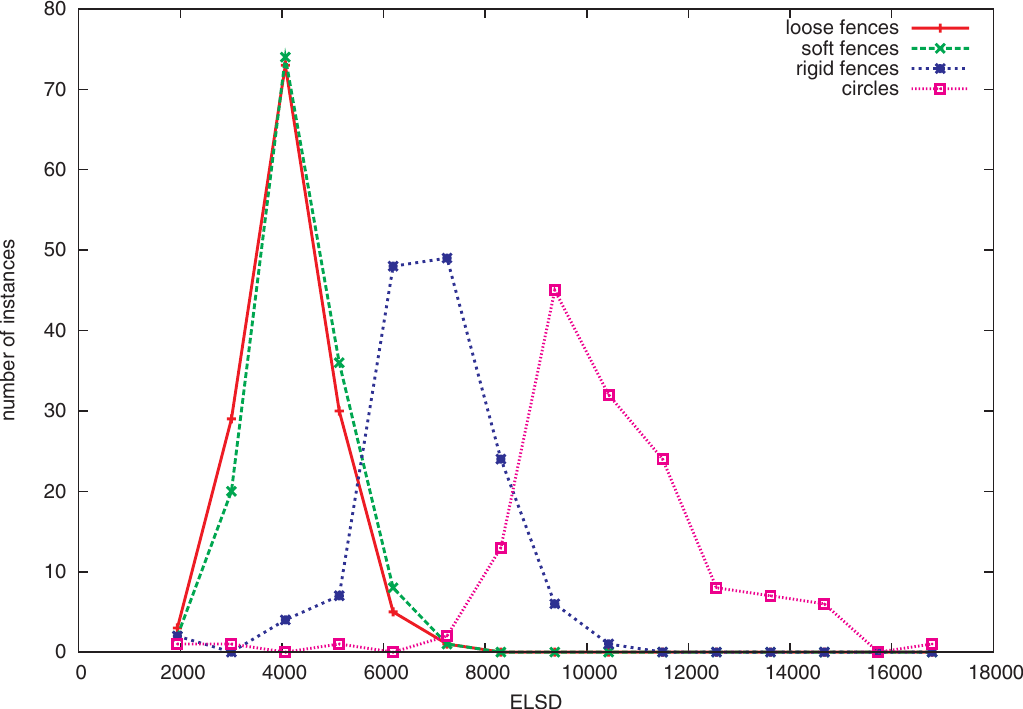 80
70
60
50
40
30
20
10
0
number of instances
loose fences
soft fences
rigid fences
circles
0 2000 4000 6000 8000 10000 12000 14000 16000 18000
ELSD